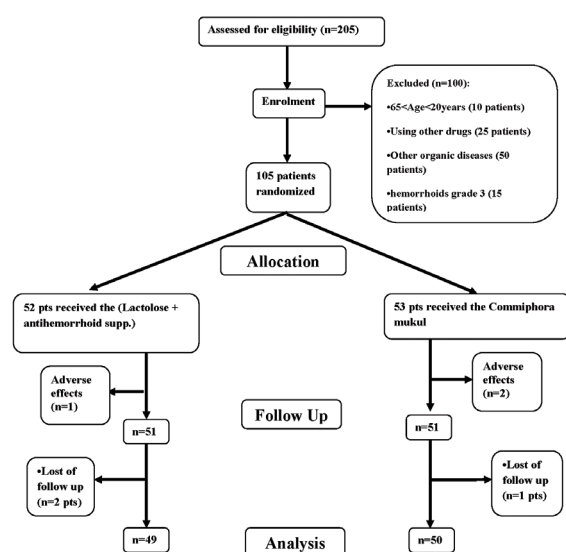 Assessed for eligibility (n=205)
Enrolment
Excluded (n=100):
•65<Age<20years (10 patients)
•Using other drugs (25 patients)
•Other organic diseases (50
patients)
•hemorrhoids grade 3 (15
patients)
105 patients
randomized
Allocation
52 pts received the (Lactolose +
antihemorrhoid supp.)
53 pts received the Commiphora
mukul
Adverse
effects
(n=1)
Adverse effects
(n=2)
Follow Up
n=51
n=51
•Lost of
follow up
(n=2 pts)
•Lost of
follow up
(n=1 pts)
n=49
Analysis
n=50